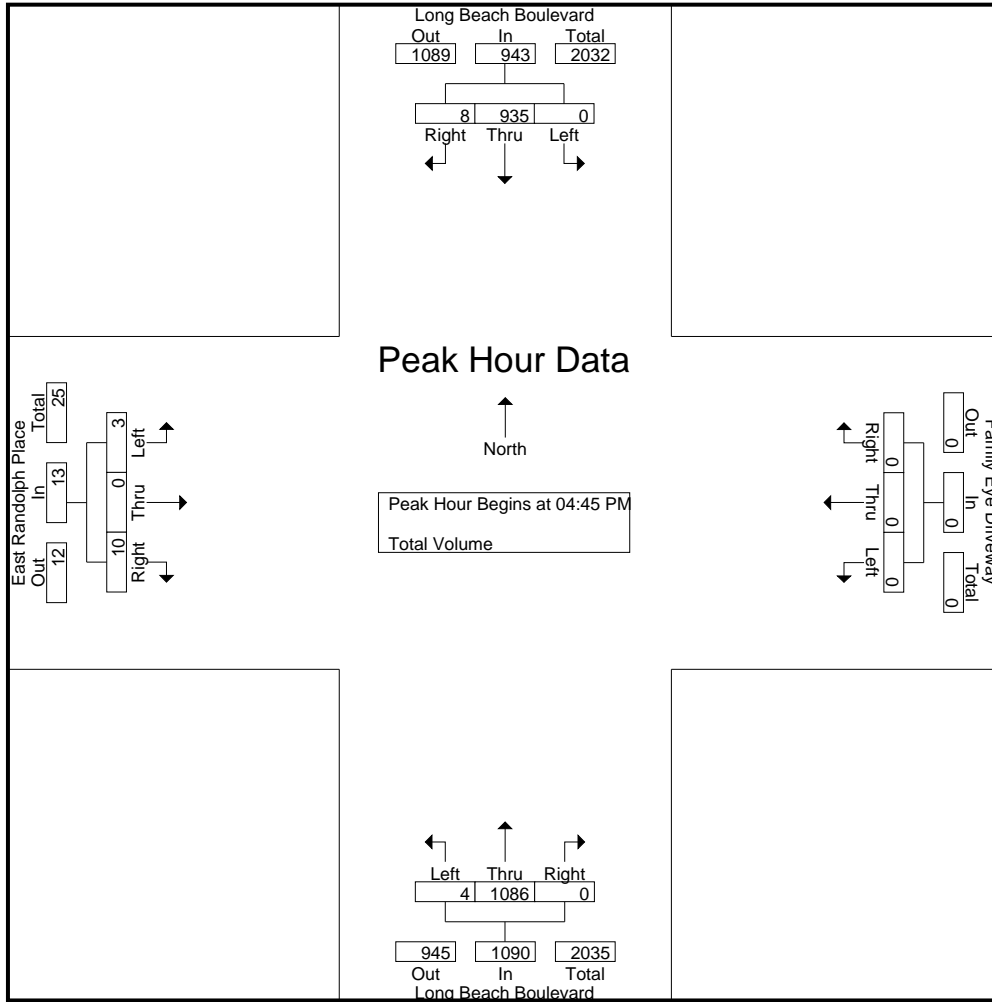 Long Beach Boulevard
Out In Total
1089 943 2032
8 935 0
Right Thru Left
Peak Hour Data
North
Peak Hour Begins at 04:45 PM
Total Volume
East Randolph Place
Total In Out
25 13 12
3 0 10
Left Thru Right
Family Eye Driveway
Out In Total
0 0 0
0 0 0
Right Thru Left
Left Thru Right
4 1086 0
945 1090 2035
Out In Total
Long Beach Boulevard